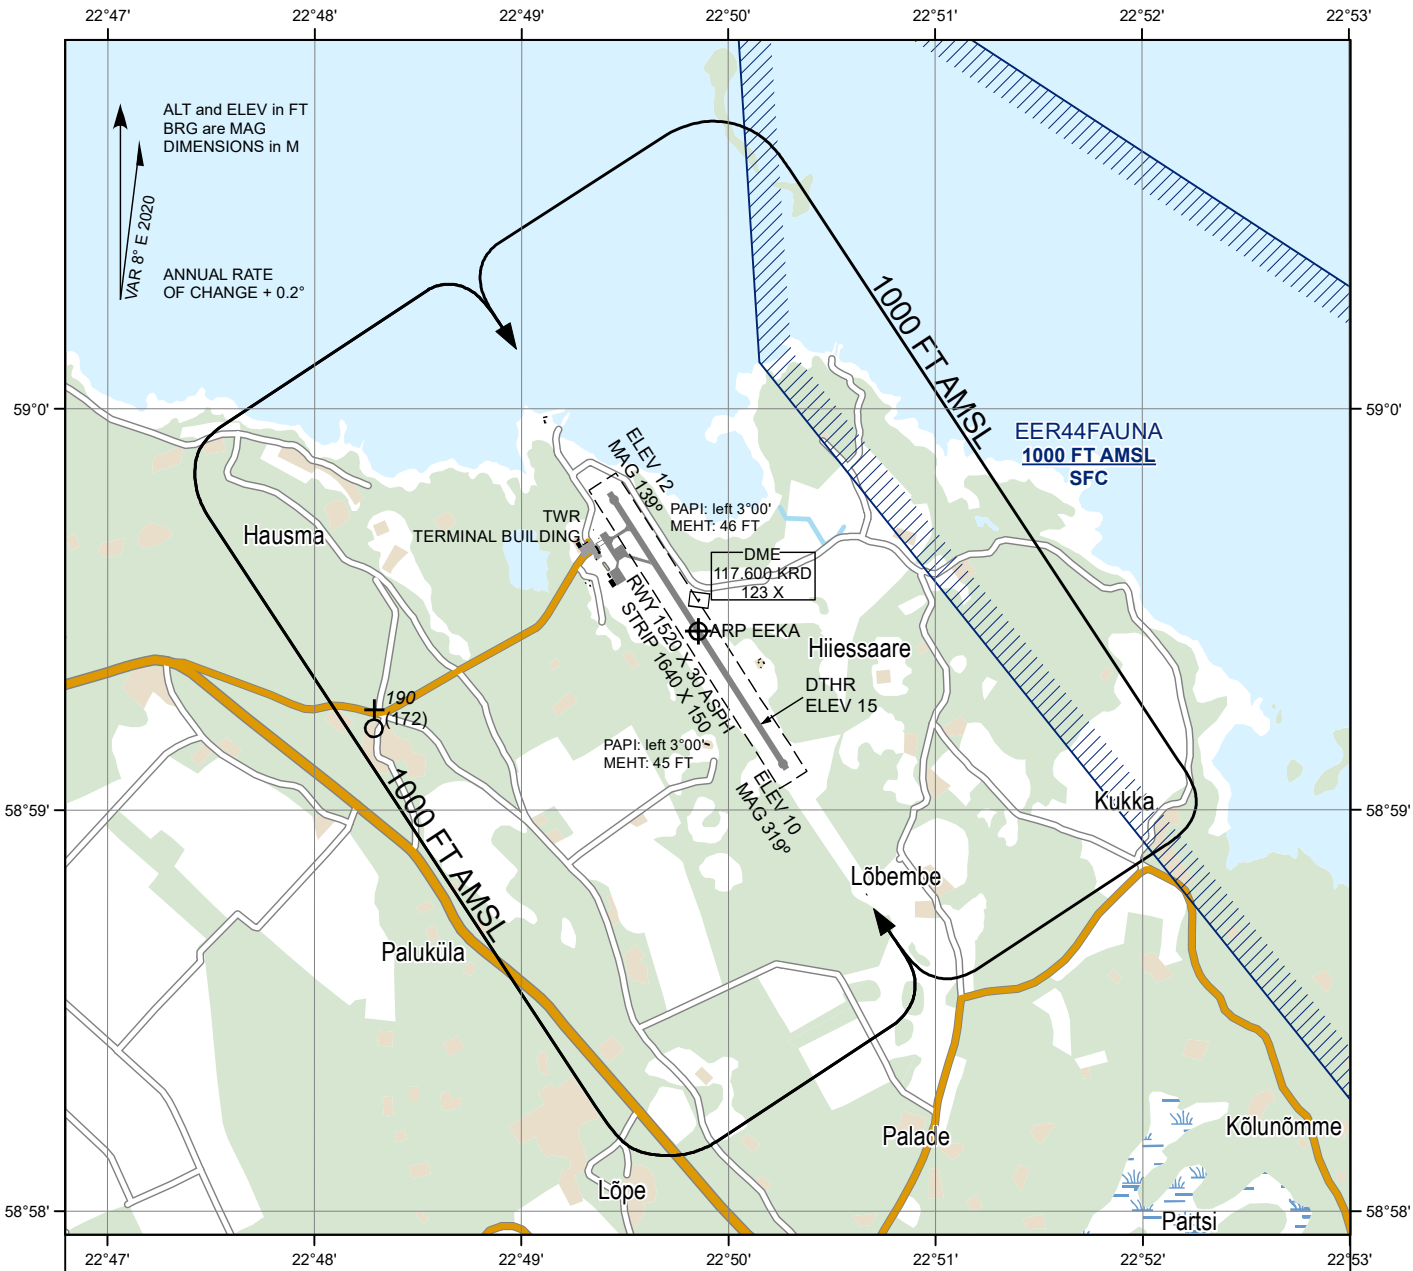 22°47' 22°48' 22°49' 22°50' 22°51' 22°52' 22°53'
ALT and ELEV in FT
BRG are MAG
DIMENSIONS in M
VAR 8° E 2020
ANNUAL RATE
OF CHANGE + 0.2°
1000 FT AMSL
59°0' 59°0'
EER44FAUNA
1000 FT AMSL
SFC
ELEV 12
MAG 139º
PAPI: left 3°00'
MEHT: 46 FT
TWR
TERMINAL BUILDING
Hausma
DME
117.600 KRD
123 X
RWY 1520 X 30 ASPH
STRIP 1640 X 150
ARP EEKA
Hiiessaare
DTHR
ELEV 15
190
(172)
PAPI: left 3°00'
MEHT: 45 FT
ELEV 10
MAG 319º
1000 FT AMSL
Kukka
58°59' 58°59'
Lõbembe
Paluküla
Palade
Kõlunõmme
Lõpe
Partsi
58°58' 58°58'
22°47' 22°48' 22°49' 22°50' 22°51' 22°52' 22°53'